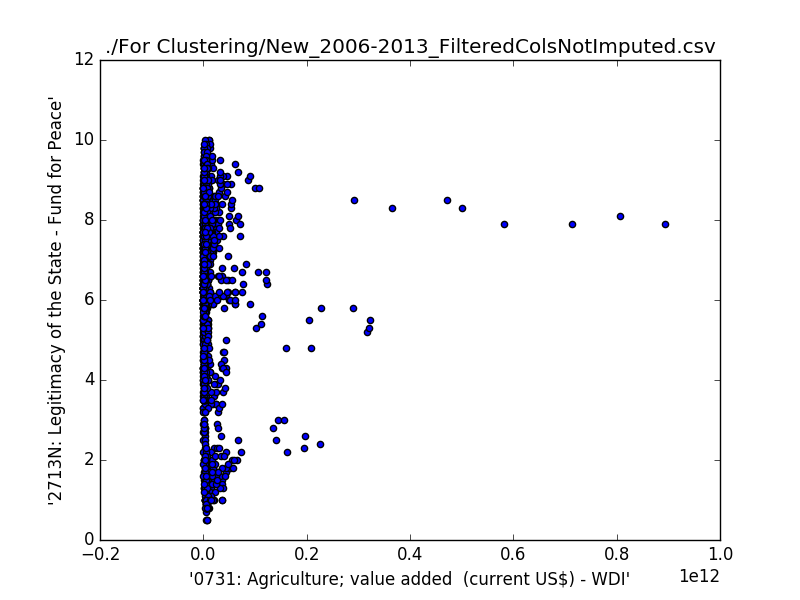 ./For Clustering/New_2006-2013_FilteredColsNotImputed.csv
12
10
8
6
4
2
0
'2713N: Legitimacy of the State - Fund for Peace'
−0.2 0.0 0.2 0.4 0.6 0.8 1.0
1e12
'0731: Agriculture; value added  (current US$) - WDI'